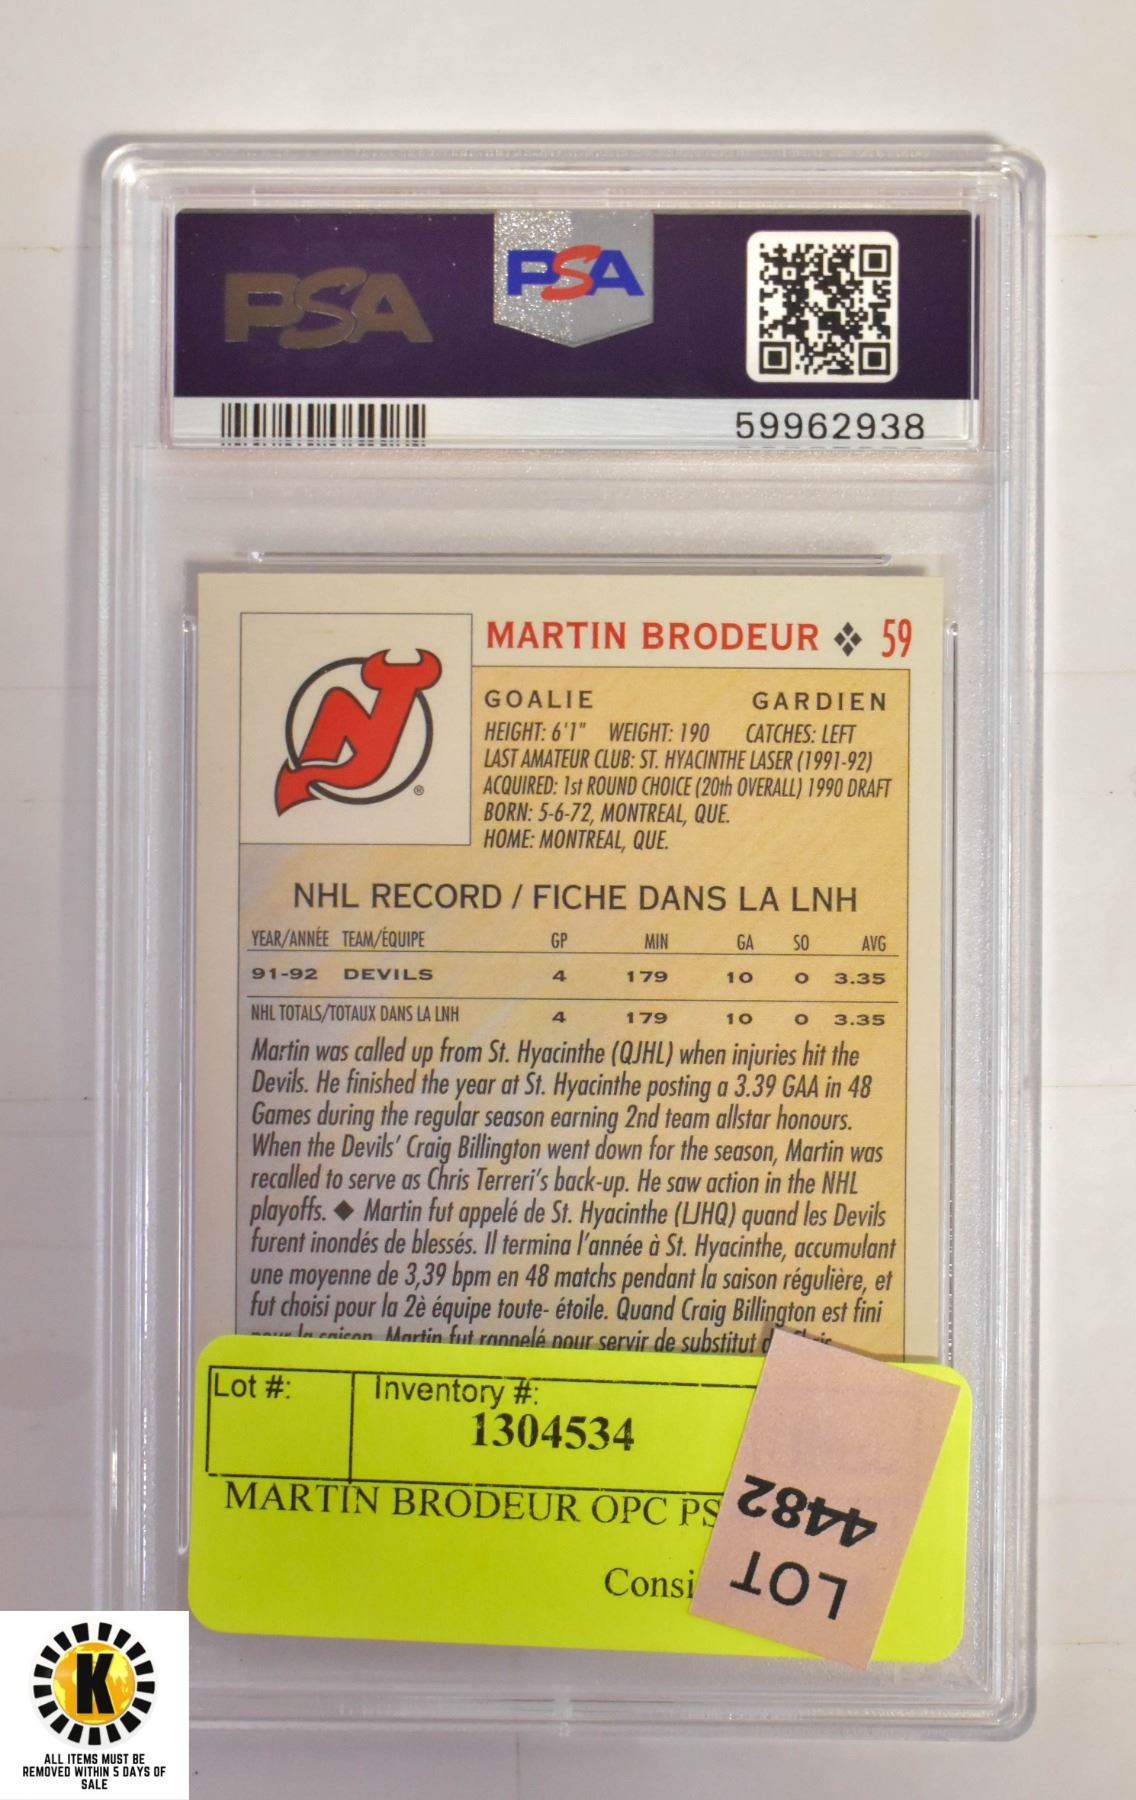 PSA
PSA
59962938
MARTIN BRODEUR ❖ 59
GOALIE GARDIEN
HEIGHT: 6'1" WEIGHT: 190 CATCHES: LEFT
LAST AMATEUR CLUB: ST. HYACINTHE LASER (1991-92)
ACQUIRED: 1st ROUND CHOICE (20th OVERALL) 1990 DRAFT
BORN: 5-6-72, MONTREAL, QUE.
HOME: MONTREAL, QUE.
®
NHL RECORD / FICHE DANS LA LNH
YEAR/ANNÉE TEAM/ÉQUIPE GP MIN GA SO AVG
91-92 DEVILS 4 179 10 0 3.35
NHL TOTALS/TOTAUX DANS LA LNH 4 179 10 0 3.35
Martin was called up from St. Hyacinthe (QJHL) when injuries hit the
Devils. He finished the year at St. Hyacinthe posting a 3.39 GAA in 48
Games during the regular season earning 2nd team allstar honours.
When the Devils' Craig Billington went down for the season, Martin was
recalled to serve as Chris Terreri's back-up. He saw action in the NHL
playoffs. ◆ Martin fut appelé de St. Hyacinthe (LJHQ) quand les Devils
furent inondés de blessés. Il termina l'année à St. Hyacinthe, accumulant
une moyenne de 3,39 bpm en 48 matchs pendant la saison régulière, et
fut choisi pour la 2è équipe toute- étoile. Quand Craig Billington est fini
pour la saison, Martin fut rappelé pour servir de substitut
Lot #: Inventory #:
1304534
MARTIN BRODEUR OPC PS
Consi
LOT
4482
K
ALL ITEMS MUST BE
REMOVED WITHIN 5 DAYS OF
SALE